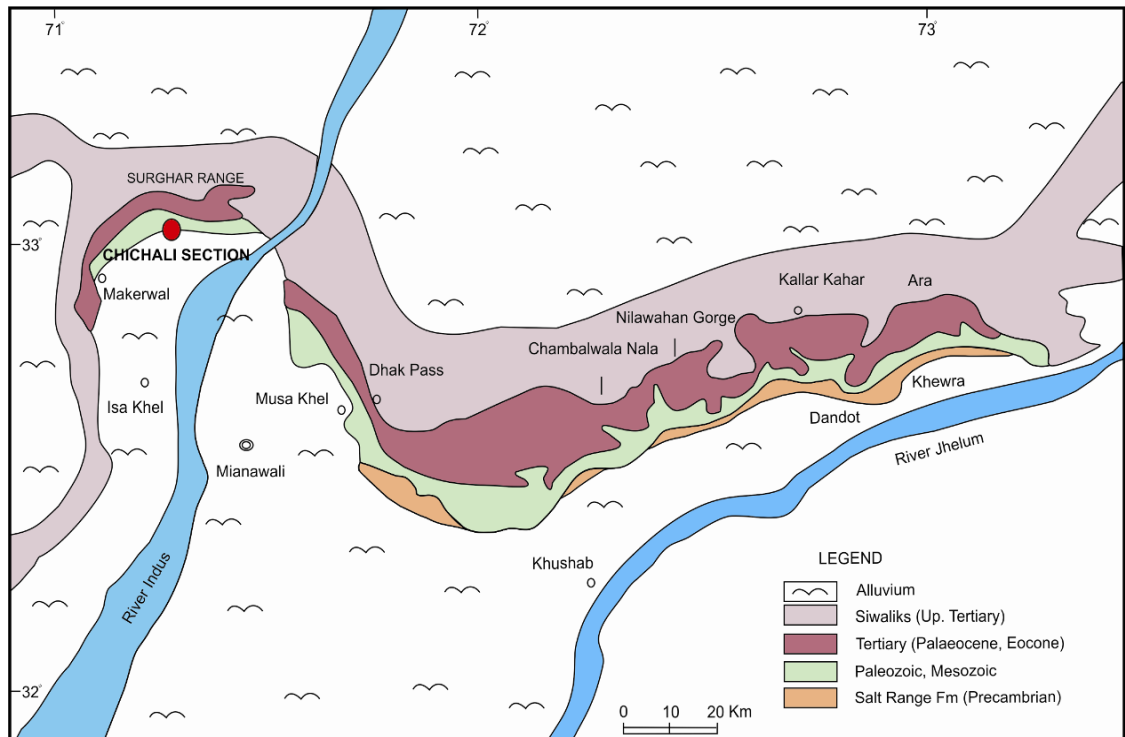 71°
72°
73°
SURGHAR RANGE
33°
CHICHALI SECTION
Makerwal
Kallar Kahar
Ara
Nilawahan Gorge
Chambalwala Nala
Dhak Pass
Khewra
Isa Khel
Musa Khel
Dandot
River Jhelum
Mianawali
Khushab
River Indus
32°
LEGEND
Alluvium
Siwaliks (Up. Tertiary)
Tertiary (Palaeocene, Eocone)
Paleozoic, Mesozoic
Salt Range Fm (Precambrian)
0 10 20 Km